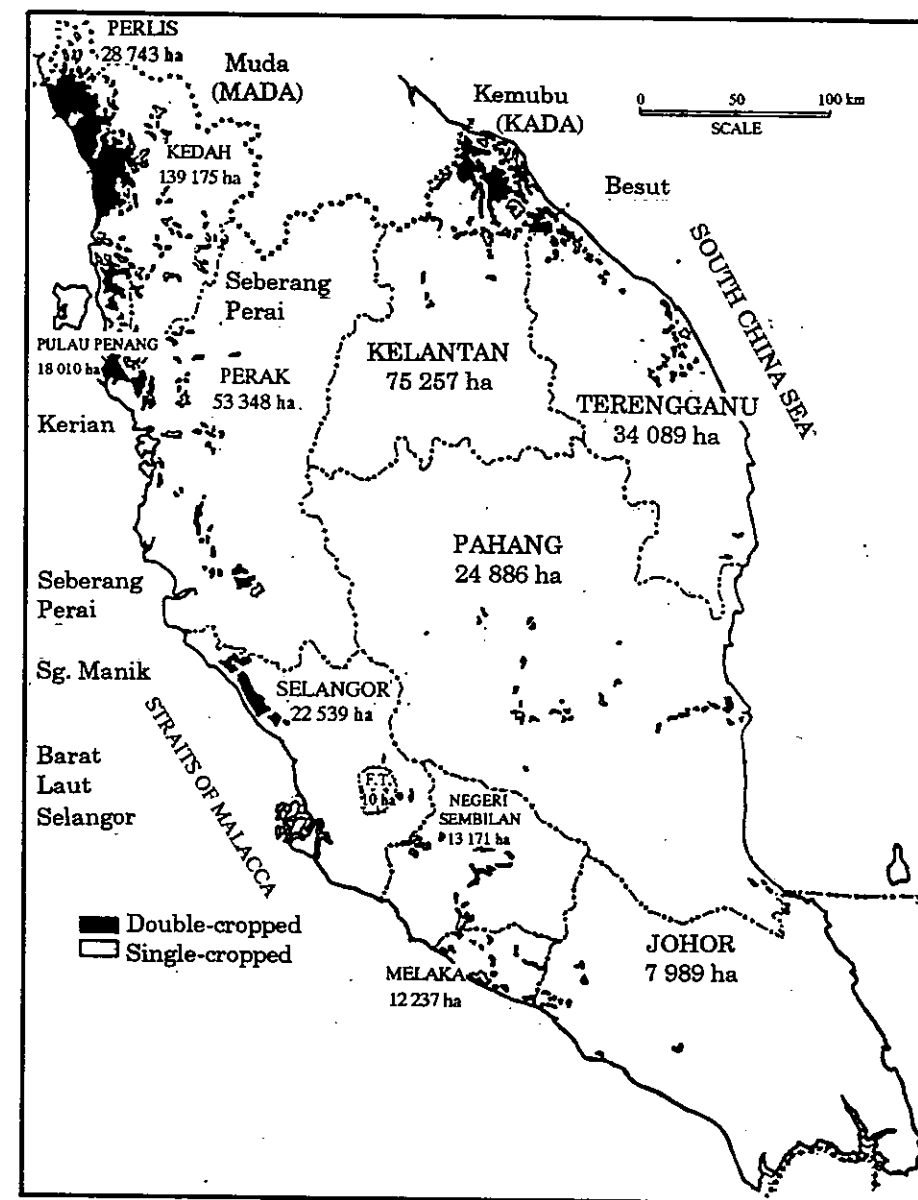 PERLIS
28 743 ha
Muda
(MADA)
Kemubu
(KADA)
0 50 100 km
SCALE
KEDAH
139 175 ha
Besut
SOUTH CHINA SEA
Seberang
Perai
PULAU PENANG
18 010 ha
KELANTAN
75 257 ha
PERAK
53 348 ha
TERENGGANU
34 089 ha
Kerian
PAHANG
24 886 ha
Seberang
Perai
Sg. Manik
SELANGOR
22 539 ha
STRAITS OF MALACCA
Barat
Laut
Selangor
F.T.
10 ha
NEGERI
SEMBILAN
13 171 ha
Double-cropped
Single-cropped
JOHOR
7 989 ha
MELAKA
12 237 ha